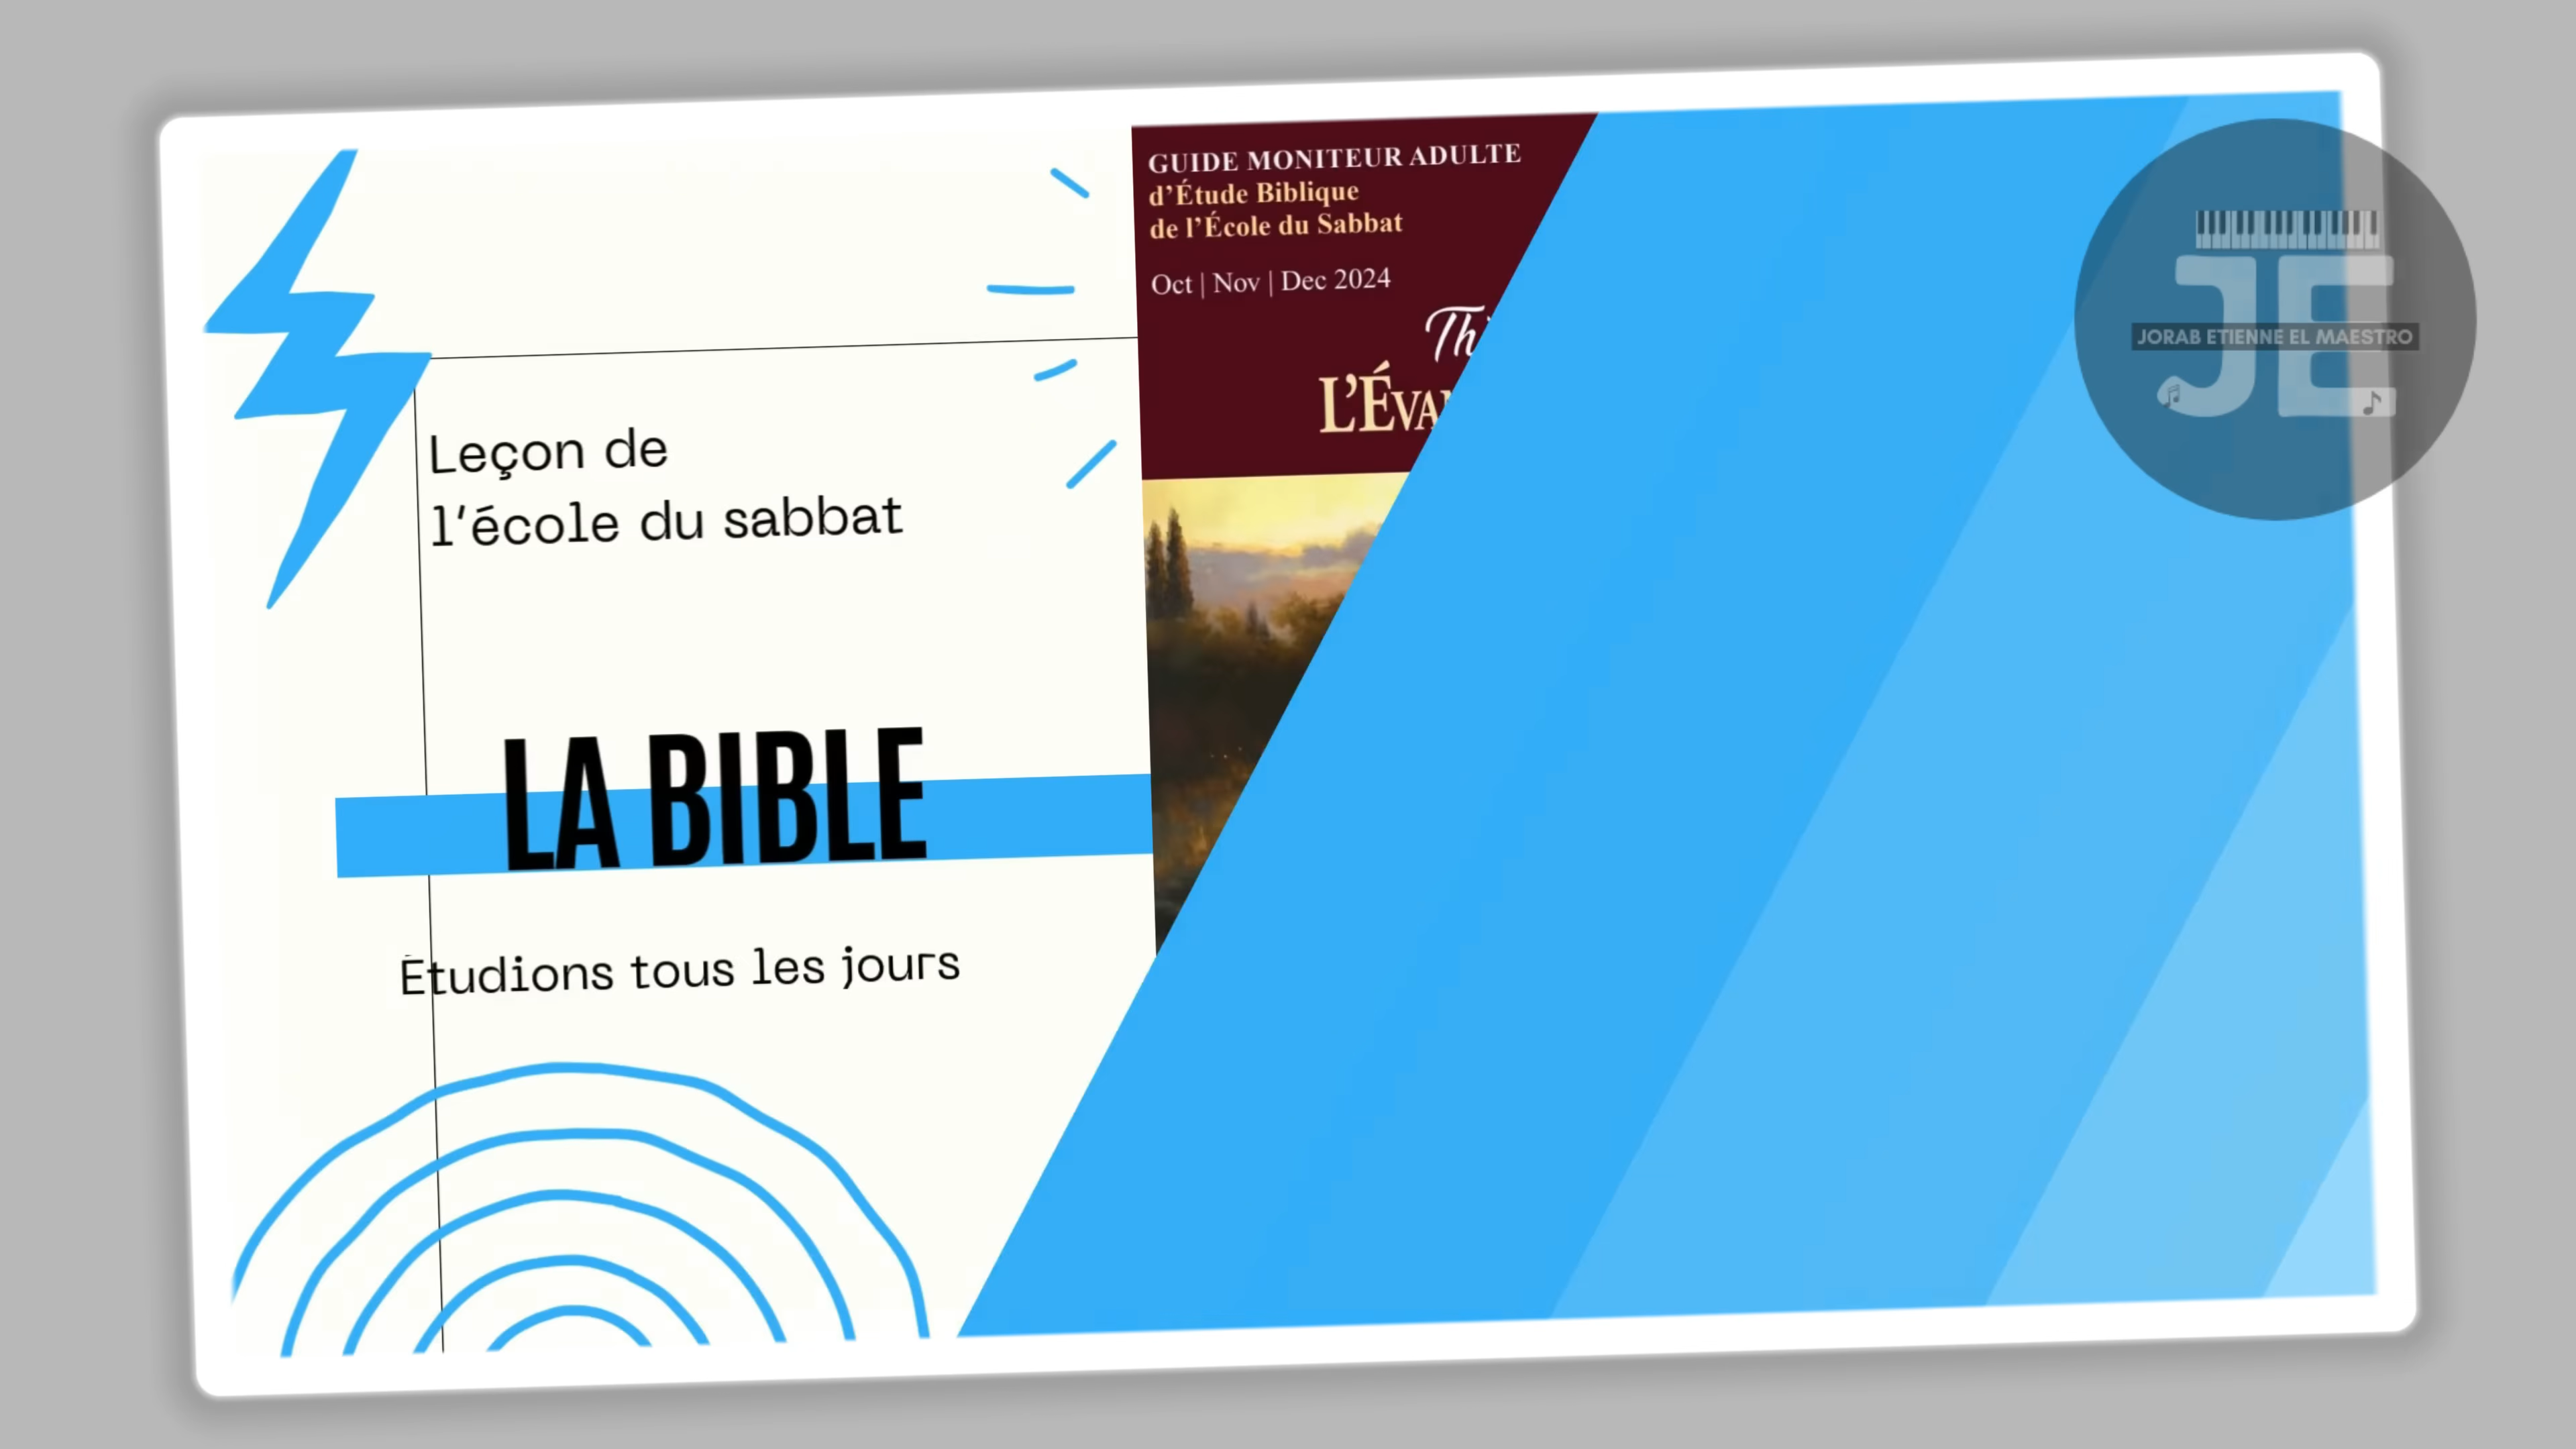 Leçon de
l'école du sabbat
LA BIBLE
Étudions tous les jours
GUIDE MONITEUR ADULTE
d'Étude Biblique
de l'École du Sabbat
Oct | Nov | Dec 2024
JE
JORAB ETIENNE EL MAESTRO